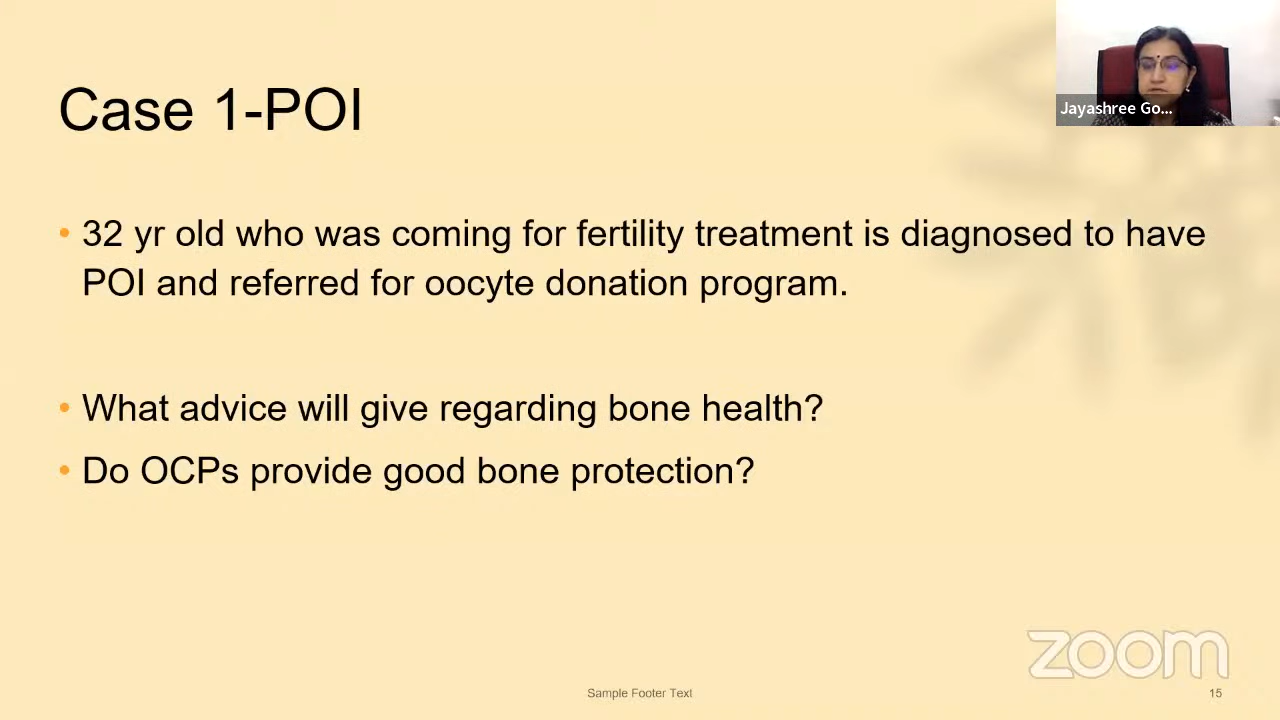 Case 1-POI
Jayashree Go...
• 32 yr old who was coming for fertility treatment is diagnosed to have
POI and referred for oocyte donation program.
• What advice will give regarding bone health?
• Do OCPs provide good bone protection?
zoom
Sample Footer Text
15